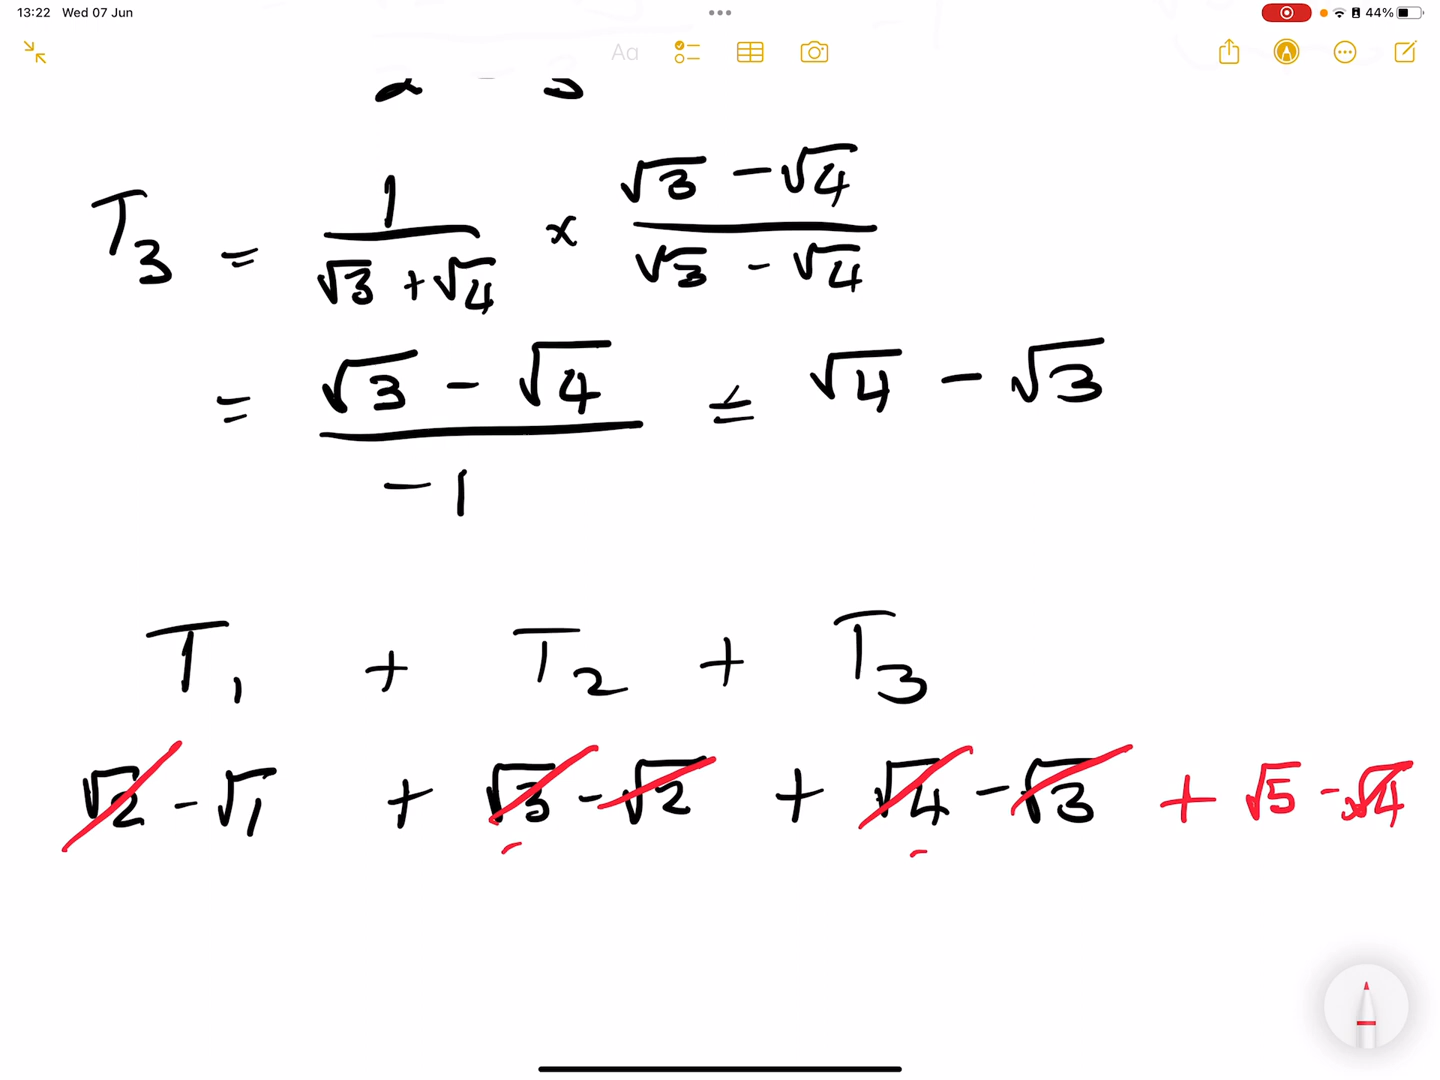 13:22 Wed 07 Jun 44%
Aa
T₃ = 1/(√3 + √4) × (√3 − √4)/(√3 − √4)
= (√3 − √4)/−1 = √4 − √3
T₁ + T₂ + T₃
√2 − √1 + √3 − √2 + √4 − √3 + √5 − √4